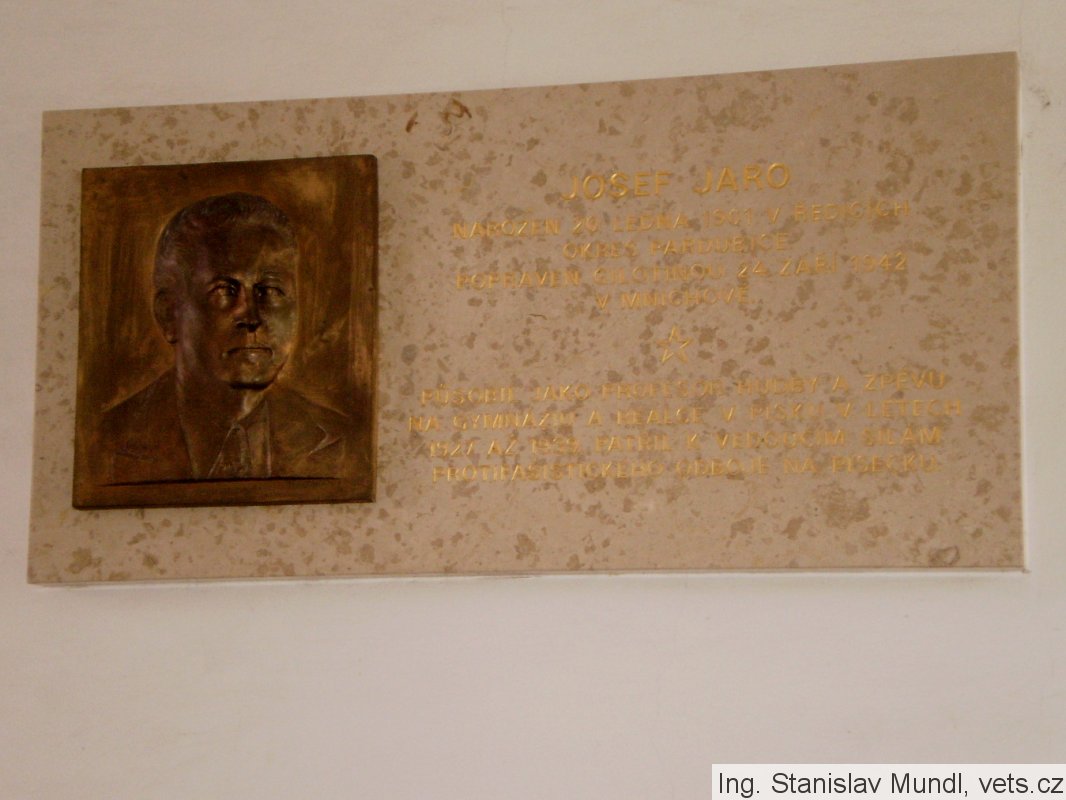 JOSEF JARO
NAROZEN 20. LEDNA 1901 V ŘEDICÍCH
OKRES PARDUBICE
POPRAVEN GILOTINOU 24. ZÁŘÍ 1942
V MNICHOVĚ
PŮSOBIL JAKO PROFESOR HUDBY A ZPĚVU
NA GYMNÁZIU A REÁLCE V PÍSKU V LETECH
1927 AŽ PATŘIL K VEDOUCÍM SILÁM
PROTIFAŠISTICKÉHO ODBOJE NA PÍSECKU.
Ing. Stanislav Mundl, vets.cz